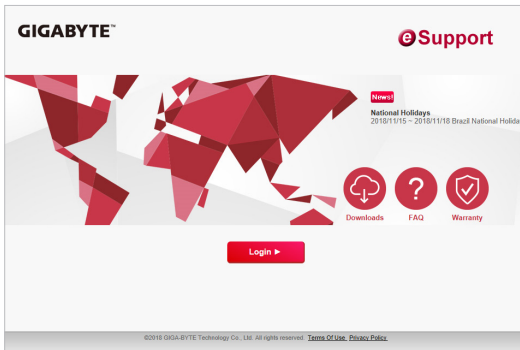 GIGABYTE™
eSupport
News!
National Holidays
2018/11/15 ~ 2018/11/18 Brazil National Holida
?
Downloads FAQ Warranty
Login ►
©2018 GIGA-BYTE Technology Co., Ltd. All rights reserved. Terms Of Use Privacy Policy